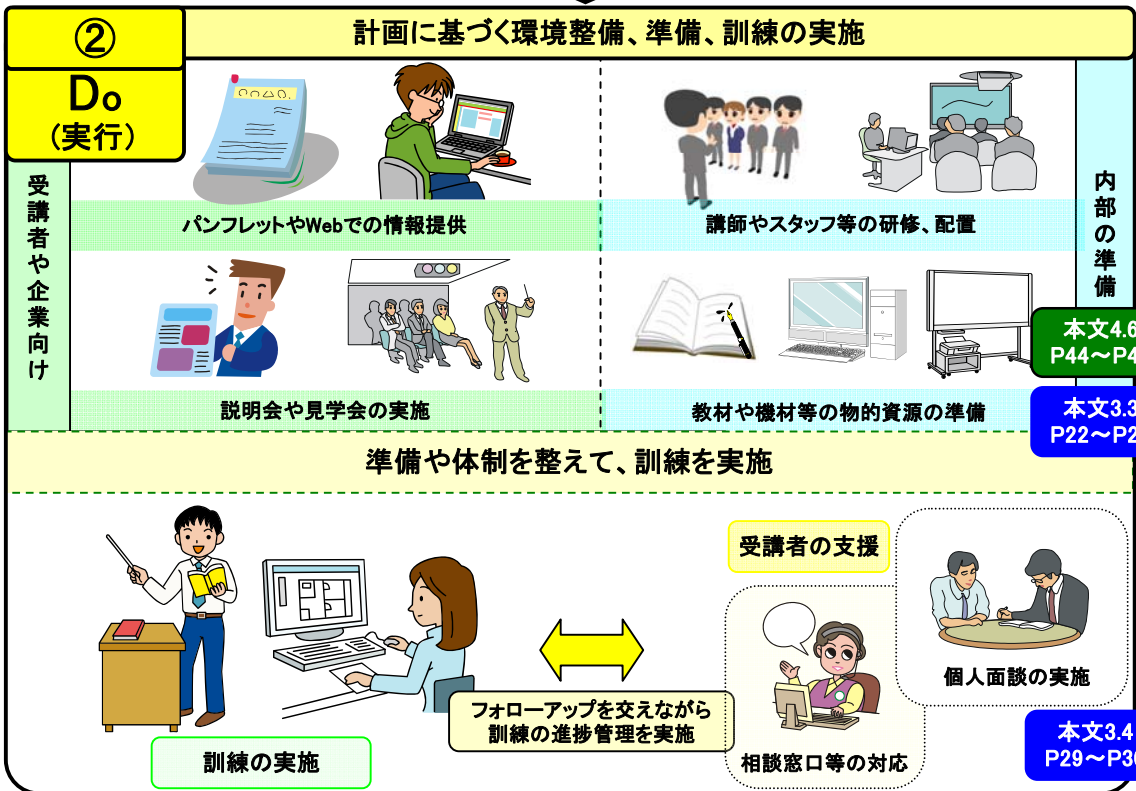 ②
Do
(実行)
計画に基づく環境整備、準備、訓練の実施
受講者や企業向け
パンフレットやWebでの情報提供
講師やスタッフ等の研修、配置
内部の準備
説明会や見学会の実施
教材や機材等の物的資源の準備
本文4.6
P44～P4
本文3.3
P22～P2
準備や体制を整えて、訓練を実施
受講者の支援
個人面談の実施
フォローアップを交えながら
訓練の進捗管理を実施
訓練の実施
相談窓口等の対応
本文3.4
P29～P30